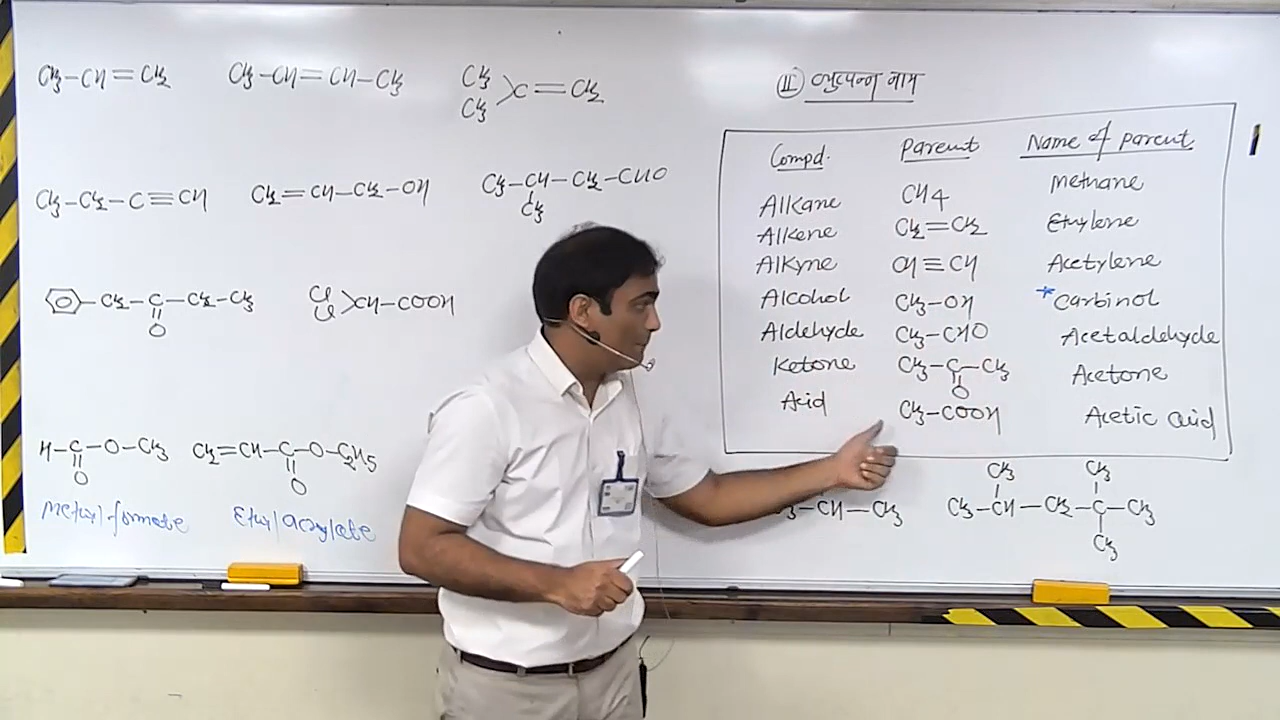 CH3-CH=CH2 CH3-CH=CH-CH3 CH3 CH3 >C=CH2
CH3-CH2-C≡CH CH2=CH-CH2-OH CH3-CH-CH2-CHO
CH3
-CH2-C-CH2-CH3 Cl Cl >CH-COOH
O
H-C-O-CH3 CH2=CH-C-O-C2H5
O O
Methyl formate Ethyl acrylate
II व्युत्पन्न नाम
Compd. Parent Name of parent
Alkane CH4 Methane
Alkene CH2=CH2 Ethylene
Alkyne CH≡CH Acetylene
Alcohol CH3-OH *Carbinol
Aldehyde CH3-CHO Acetaldehyde
Ketone CH3-C-CH3 Acetone
O
Acid CH3-COOH Acetic acid
CH3 CH3
-CH-CH3 CH3-CH-CH2-C-CH3
CH3